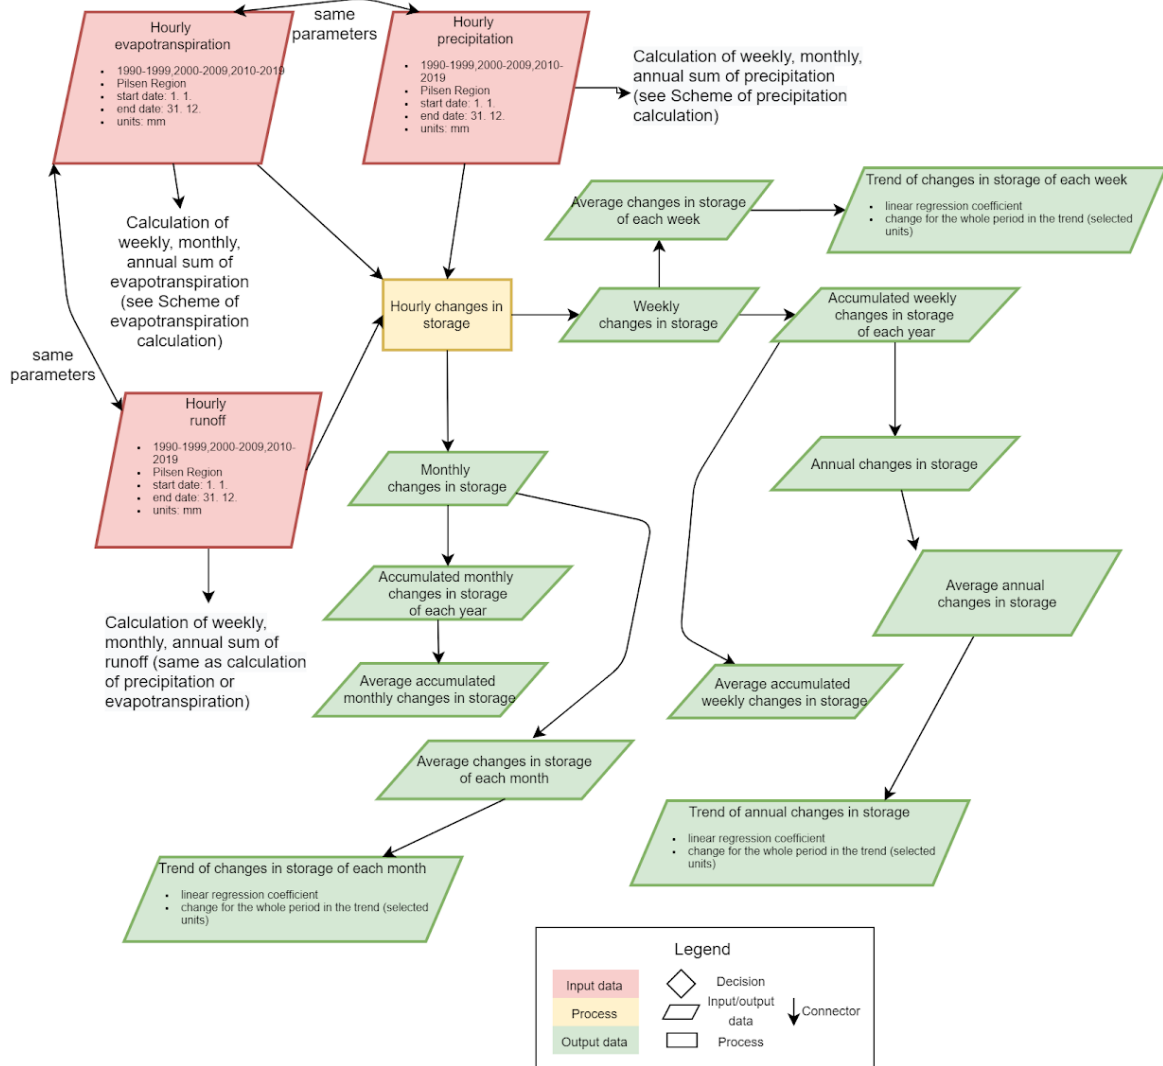 same
parameters
Hourly
evapotranspiration
1990-1999,2000-2009,2010-2019
Pilsen Region
start date: 1. 1.
end date: 31. 12.
units: mm
Hourly
precipitation
1990-1999,2000-2009,2010-
2019
Pilsen Region
start date: 1. 1.
end date: 31. 12.
units: mm
Calculation of weekly, monthly,
annual sum of precipitation
(see Scheme of precipitation
calculation)
Calculation of
weekly, monthly,
annual sum of
evapotranspiration
(see Scheme of
evapotranspiration
calculation)
Average changes in storage
of each week
Trend of changes in storage of each week
linear regression coefficient
change for the whole period in the trend (selected
units)
Hourly changes in
storage
Weekly
changes in storage
Accumulated weekly
changes in storage
of each year
same
parameters
Hourly
runoff
1990-1999,2000-2009,2010-
2019
Pilsen Region
start date: 1. 1.
end date: 31. 12.
units: mm
Monthly
changes in storage
Annual changes in storage
Accumulated monthly
changes in storage
of each year
Average annual
changes in storage
Calculation of weekly,
monthly, annual sum of
runoff (same as calculation
of precipitation or
evapotranspiration)
Average accumulated
monthly changes in storage
Average accumulated
weekly changes in storage
Average changes in storage
of each month
Trend of annual changes in storage
linear regression coefficient
change for the whole period in the trend (selected
units)
Trend of changes in storage of each month
linear regression coefficient
change for the whole period in the trend (selected
units)
Legend
Input data
Decision
Process
Input/output
data
Connector
Output data
Process